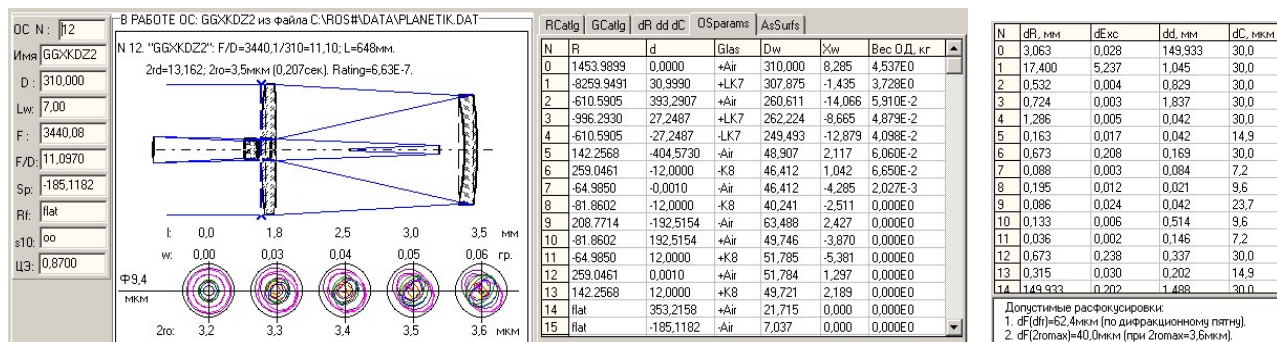 ОС N : 12
Имя GGXKDZ2
D : 310,000
Lw: 7,00
F : 3440,08
F/D: 11,0970
Sp: -185,1182
Rf: flat
s10: oo
ЦЭ: 0,8700
В РАБОТЕ ОС: GGXKDZ2 из файла C:\ROS#\DATA\PLANETIK.DAT
N 12. "GGXKDZ2": F/D=3440,1/310=11,10; L=648мм.
2rd=13,162; 2ro=3,5мкм (0,207сек). Rating=6,63E-7.
l: 0,0 1,8 2,5 3,0 3,5 мм
w: 0,00 0,03 0,04 0,05 0,06 гр.
Ф9,4
мкм
2ro: 3,2 3,3 3,4 3,5 3,6 мкм
RCatlg GCatlg dR dd dC OSparams AsSurfs
N R d Glas Dw Xw Вес ОД, кг
0 1453.9899 0,0000 +Air 310,000 8,285 4,537E0
1 -8259.9491 30,9990 +LK7 307,875 -1,435 3,728E0
2 -610.5905 393,2907 +Air 260,611 -14,066 5,910E-2
3 -996.2930 27,2487 +LK7 262,224 -8,665 4,879E-2
4 -610.5905 -27,2487 -LK7 249,493 -12,879 4,098E-2
5 142.2568 -404,5730 -Air 48,907 2,117 6,060E-2
6 259.0461 -12,0000 -K8 46,412 1,042 6,650E-2
7 -64.9850 -0,0010 -Air 46,412 -4,285 2,027E-3
8 -81.8602 -12,0000 -K8 40,241 -2,511 0,000E0
9 208.7714 -192,5154 -Air 63,488 2,427 0,000E0
10 -81.8602 192,5154 +Air 49,746 -3,870 0,000E0
11 -64.9850 12,0000 +K8 51,785 -5,381 0,000E0
12 259.0461 0,0010 +Air 51,784 1,297 0,000E0
13 142.2568 12,0000 +K8 49,721 2,189 0,000E0
14 flat 353,2158 +Air 21,715 0,000 0,000E0
15 flat -185,1182 -Air 7,037 0,000 0,000E0
N dR, мм dExc dd, мм dC, мкм
0 3,063 0,028 149,933 30,0
1 17,400 5,237 1,045 30,0
2 0,532 0,004 0,829 30,0
3 0,724 0,003 1,837 30,0
4 1,286 0,005 0,042 30,0
5 0,163 0,017 0,042 14,9
6 0,673 0,208 0,169 30,0
7 0,088 0,003 0,084 7,2
8 0,195 0,012 0,021 9,6
9 0,086 0,024 0,042 23,7
10 0,133 0,006 0,514 9,6
11 0,036 0,002 0,146 7,2
12 0,673 0,238 0,337 30,0
13 0,315 0,030 0,202 14,9
14 149,933 0,202 1,488 30,0
Допустимые расфокусировки:
1. dF(dfr)=62,4мкм (по дифракционному пятну).
2. dF(2romax)=40,0мкм (при 2romax=3,6мкм).